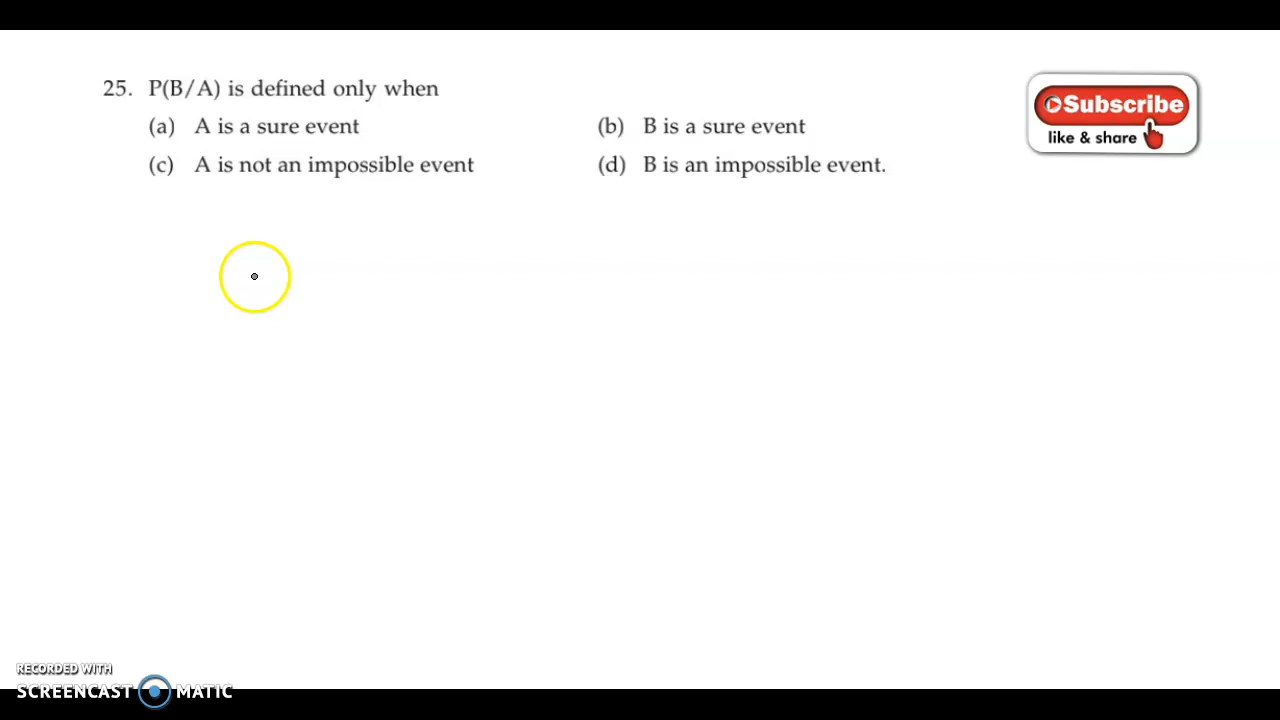 25. P(B/A) is defined only when
(a) A is a sure event (b) B is a sure event
(c) A is not an impossible event (d) B is an impossible event.
Subscribe
like & share
RECORDED WITH
SCREENCAST MATIC